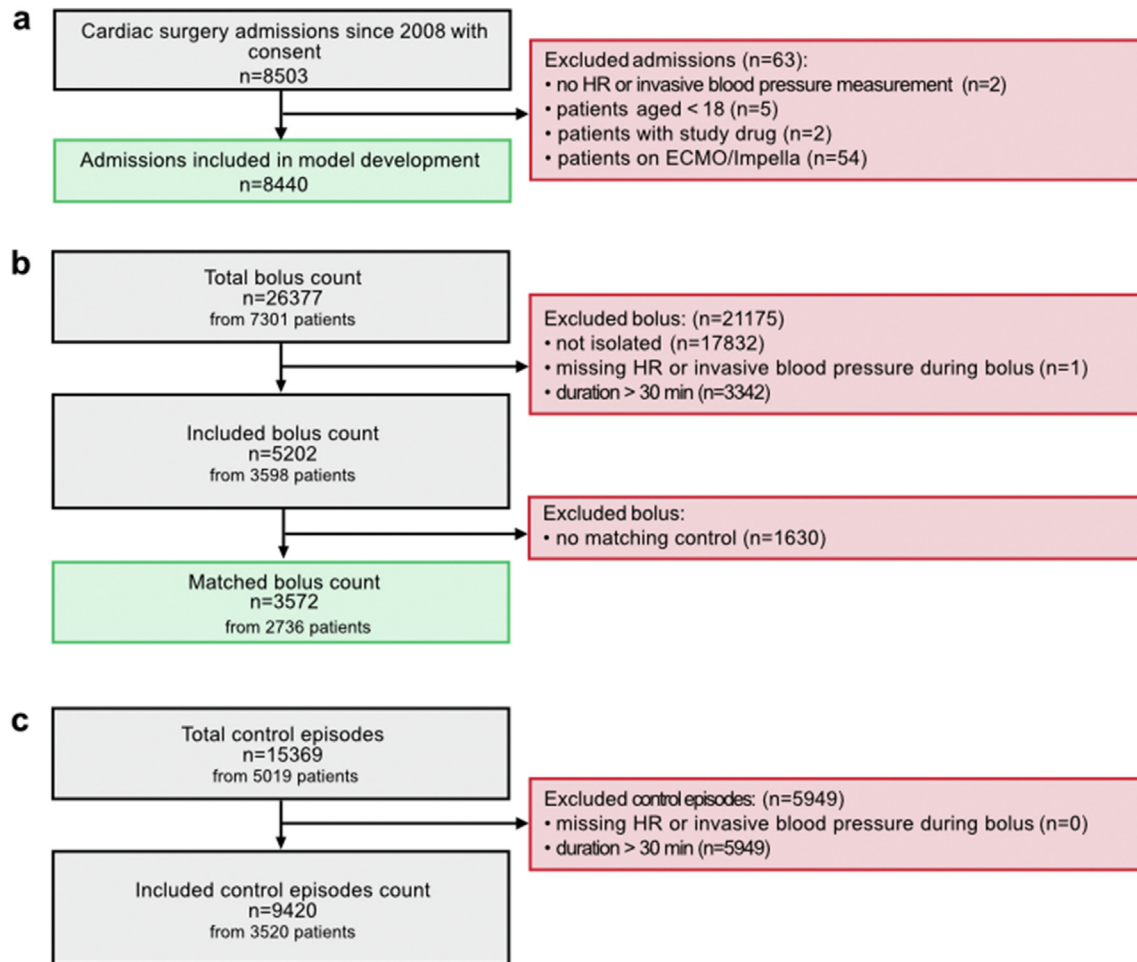 a
Cardiac surgery admissions since 2008 with
consent
n=8503
Excluded admissions (n=63):
• no HR or invasive blood pressure measurement (n=2)
• patients aged < 18 (n=5)
• patients with study drug (n=2)
• patients on ECMO/Impella (n=54)
Admissions included in model development
n=8440
b
Total bolus count
n=26377
from 7301 patients
Excluded bolus: (n=21175)
• not isolated (n=17832)
• missing HR or invasive blood pressure during bolus (n=1)
• duration > 30 min (n=3342)
Included bolus count
n=5202
from 3598 patients
Excluded bolus:
• no matching control (n=1630)
Matched bolus count
n=3572
from 2736 patients
c
Total control episodes
n=15369
from 5019 patients
Excluded control episodes: (n=5949)
• missing HR or invasive blood pressure during bolus (n=0)
• duration > 30 min (n=5949)
Included control episodes count
n=9420
from 3520 patients